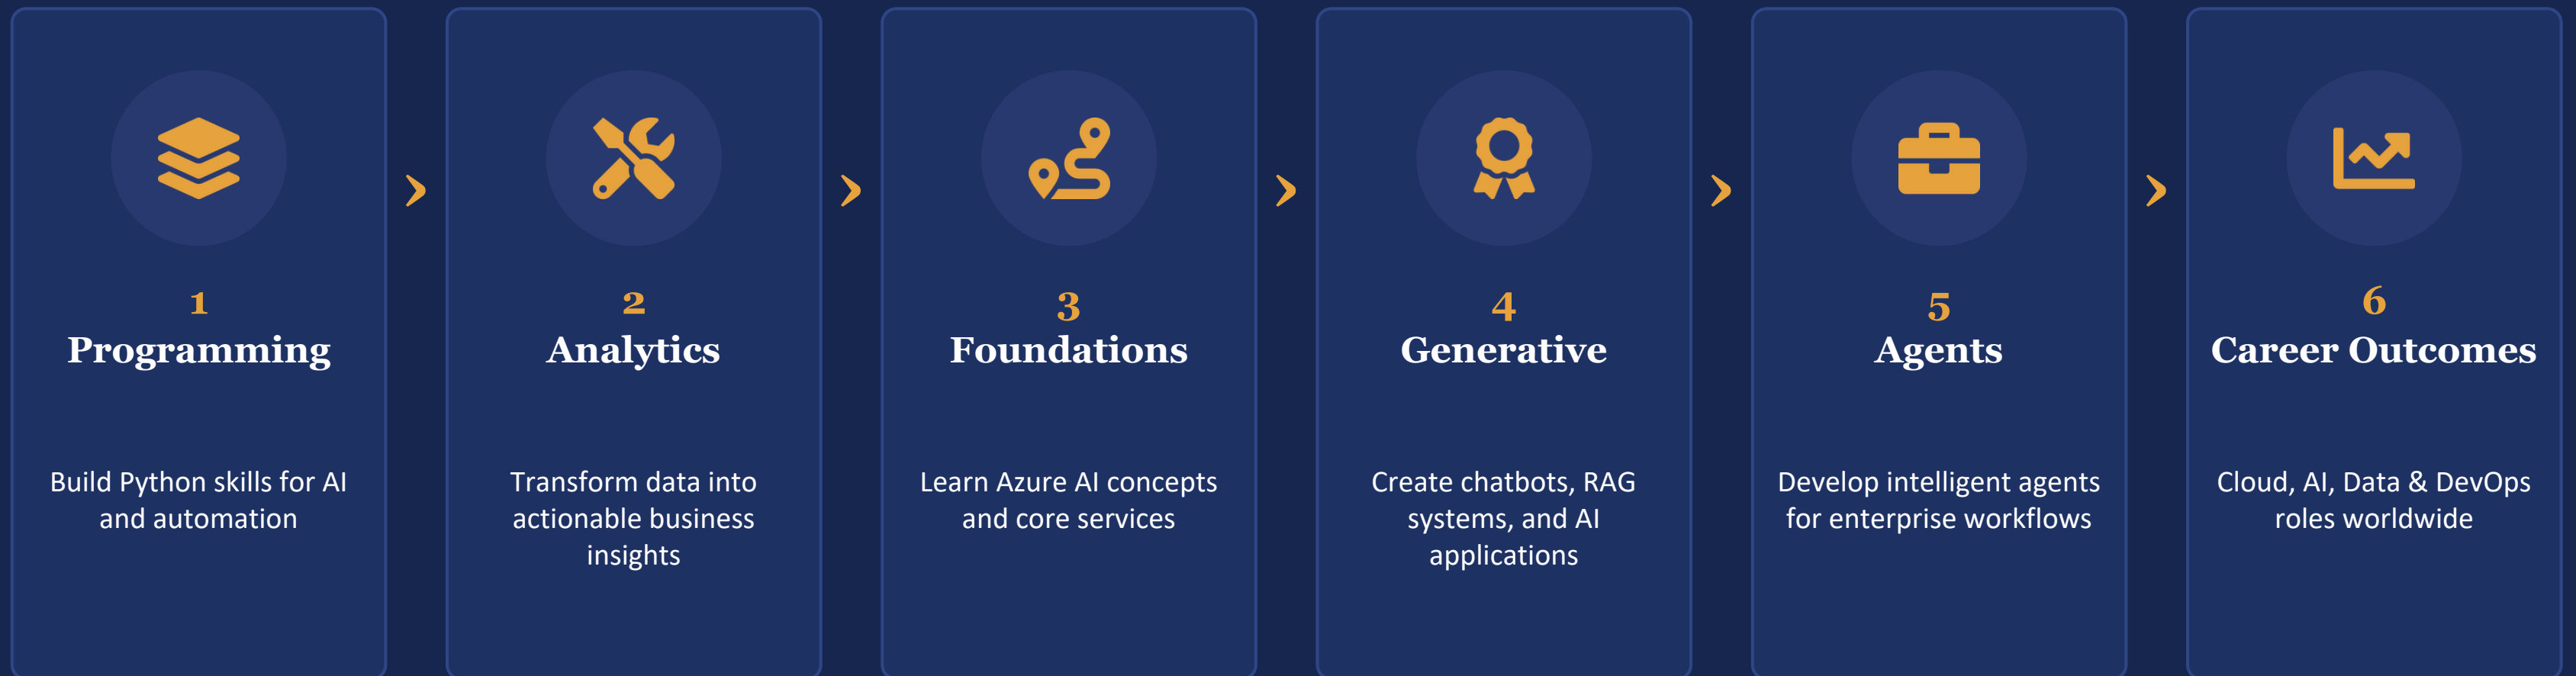 1
Programming
Build Python skills for AI
and automation
2
Analytics
Transform data into
actionable business
insights
3
Foundations
Learn Azure AI concepts
and core services
4
Generative
Create chatbots, RAG
systems, and AI
applications
5
Agents
Develop intelligent agents
for enterprise workflows
6
Career Outcomes
Cloud, AI, Data & DevOps
roles worldwide